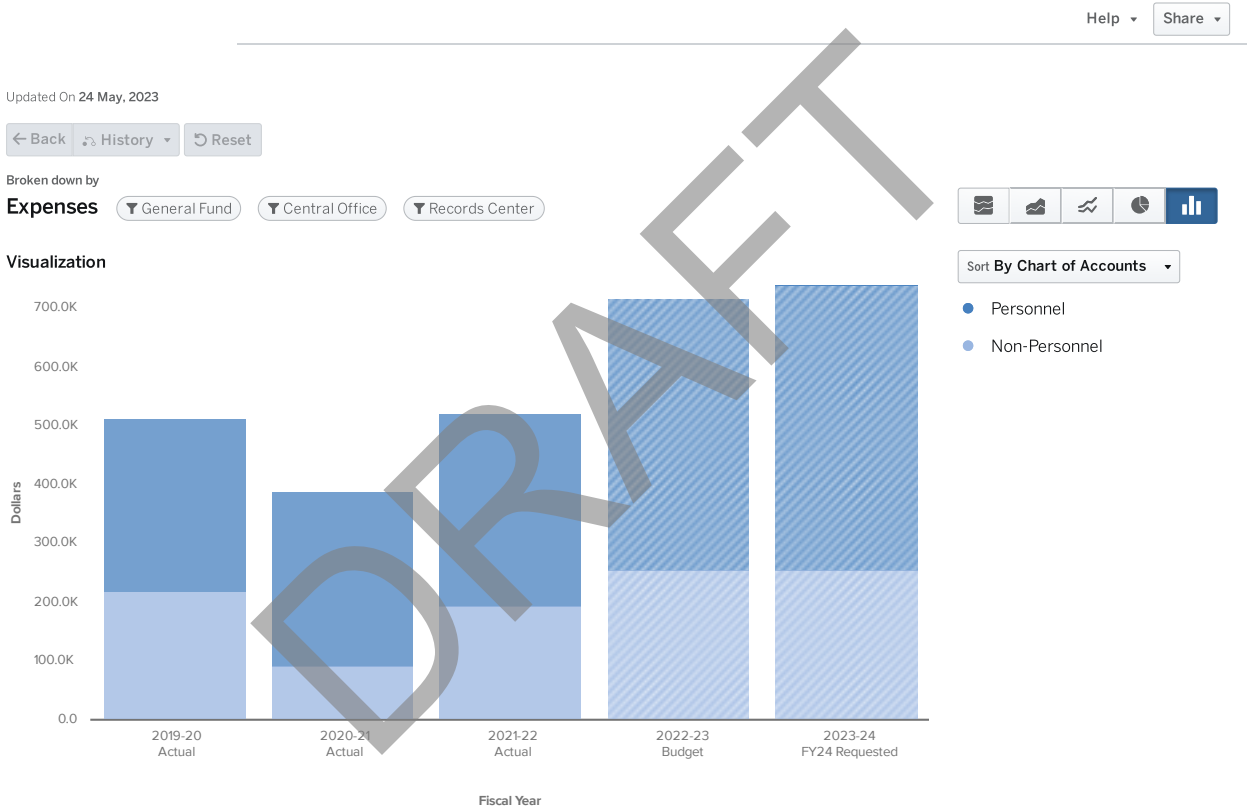 Help
Share
Updated On 24 May, 2023
Back
History
Reset
Broken down by
Expenses
General Fund
Central Office
Records Center
Visualization
Sort By Chart of Accounts
Personnel
Non-Personnel
700.0K
600.0K
500.0K
400.0K
300.0K
200.0K
100.0K
0.0
Dollars
2019-20
Actual
2020-21
Actual
2021-22
Actual
2022-23
Budget
2023-24
FY24 Requested
Fiscal Year
DRAFT